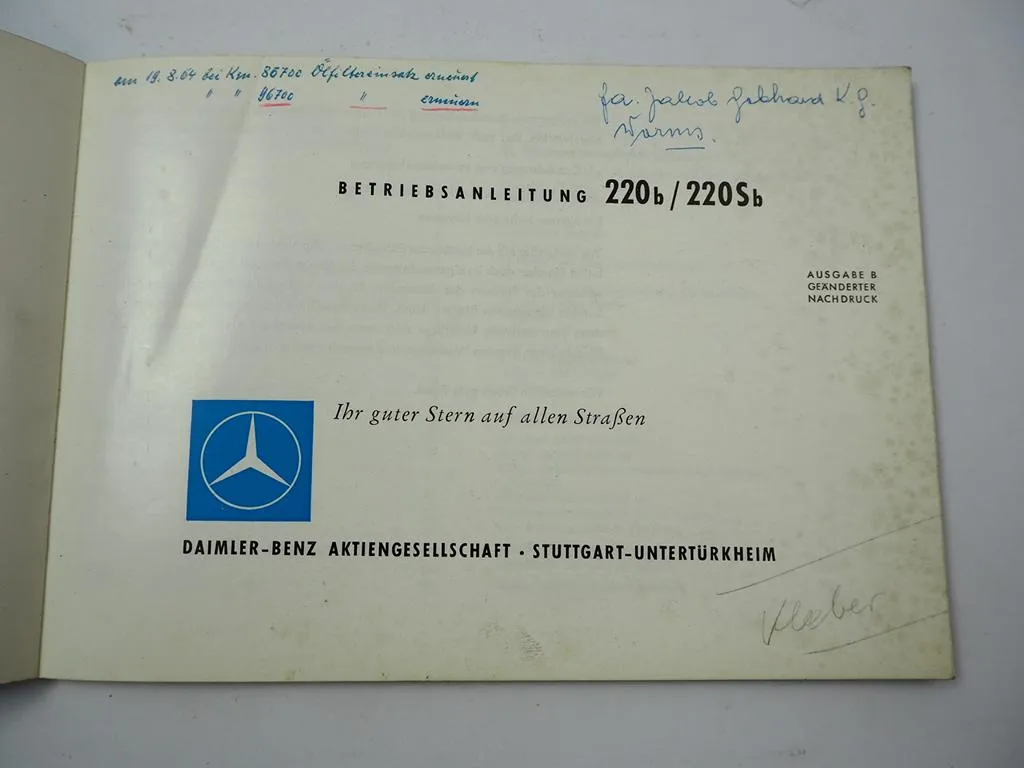 am 19.8.64 bei Km. 86700 Ölfiltereinsatz erneuert
" " 96700 " erneuern
fa. Jakob Gebhard K.G.
Worms.
BETRIEBSANLEITUNG 220b/220Sb
AUSGABE B
GEÄNDERTER
NACHDRUCK
Ihr guter Stern auf allen Straßen
DAIMLER-BENZ AKTIENGESELLSCHAFT · STUTTGART-UNTERTÜRKHEIM
Kleber